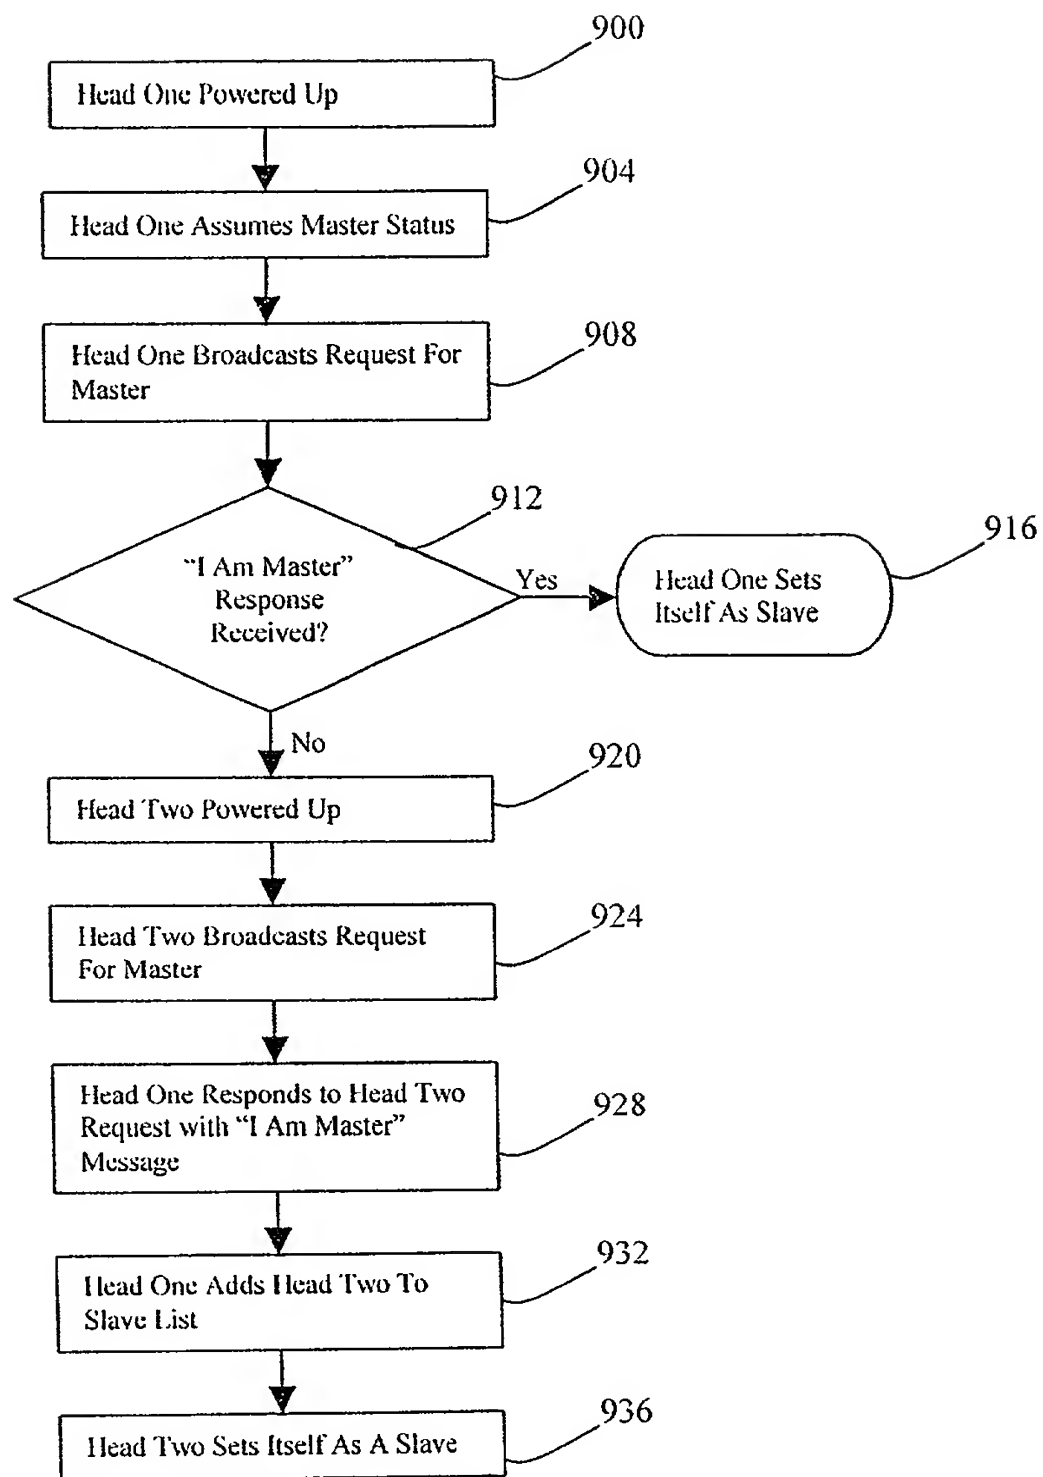 900
Head One Powered Up
904
Head One Assumes Master Status
908
Head One Broadcasts Request For
Master
912
“I Am Master”
Response
Received?
Yes
916
Head One Sets
Itself As Slave
No
920
Head Two Powered Up
924
Head Two Broadcasts Request
For Master
928
Head One Responds to Head Two
Request with “I Am Master”
Message
932
Head One Adds Head Two To
Slave List
936
Head Two Sets Itself As A Slave